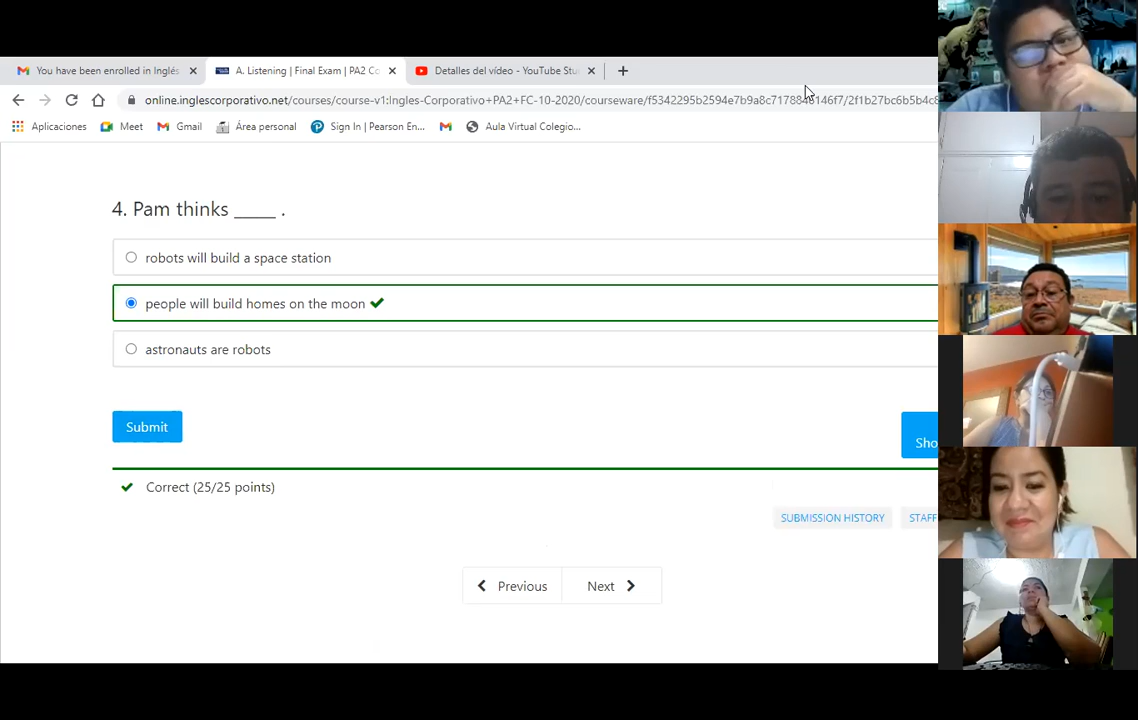 You have been enrolled in Inglés
A. Listening | Final Exam | PA2 Co
Detalles del vídeo - YouTube Stu
online.inglescorporativo.net/courses/course-v1:Ingles-Corporativo+PA2+FC-10-2020/courseware/
Aplicaciones Meet Gmail Área personal Sign In | Pearson En... Aula Virtual Colegio...
4. Pam thinks _____ .
robots will build a space station
people will build homes on the moon
astronauts are robots
Submit
Sho
Correct (25/25 points)
SUBMISSION HISTORY STAFF
Previous Next